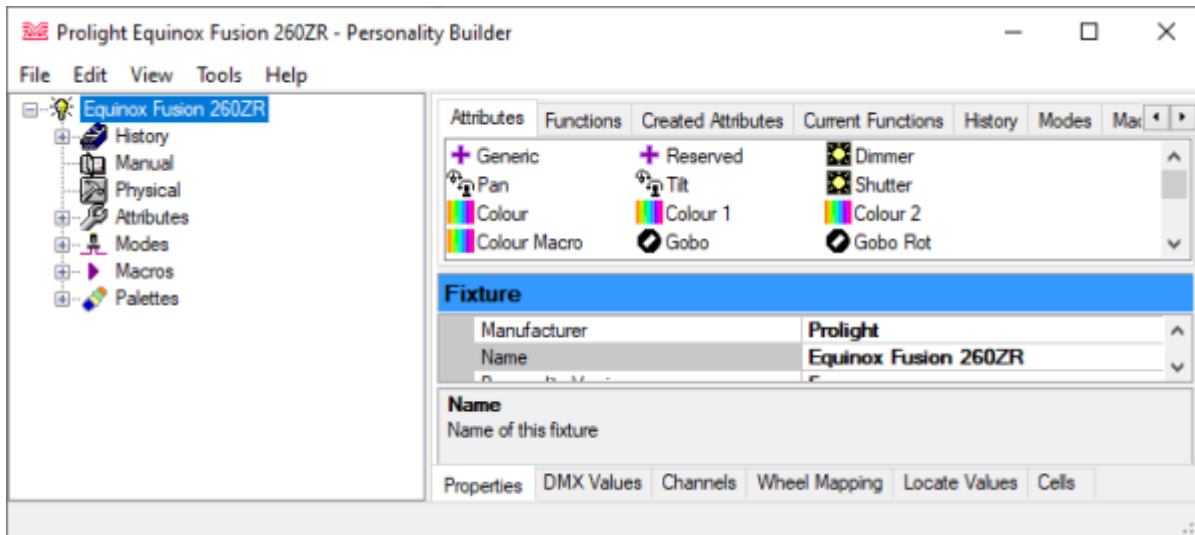 Prolight Equinox Fusion 260ZR - Personality Builder
File Edit View Tools Help
Equinox Fusion 260ZR
History
Manual
Physical
Attributes
Modes
Macros
Palettes
Attributes Functions Created Attributes Current Functions History Modes
Generic Reserved Dimmer
Pan Tilt Shutter
Colour Colour 1 Colour 2
Colour Macro Gobo Gobo Rot
Fixture
Manufacturer Prolight
Name Equinox Fusion 260ZR
Name
Name of this fixture
Properties DMX Values Channels Wheel Mapping Locate Values Cells